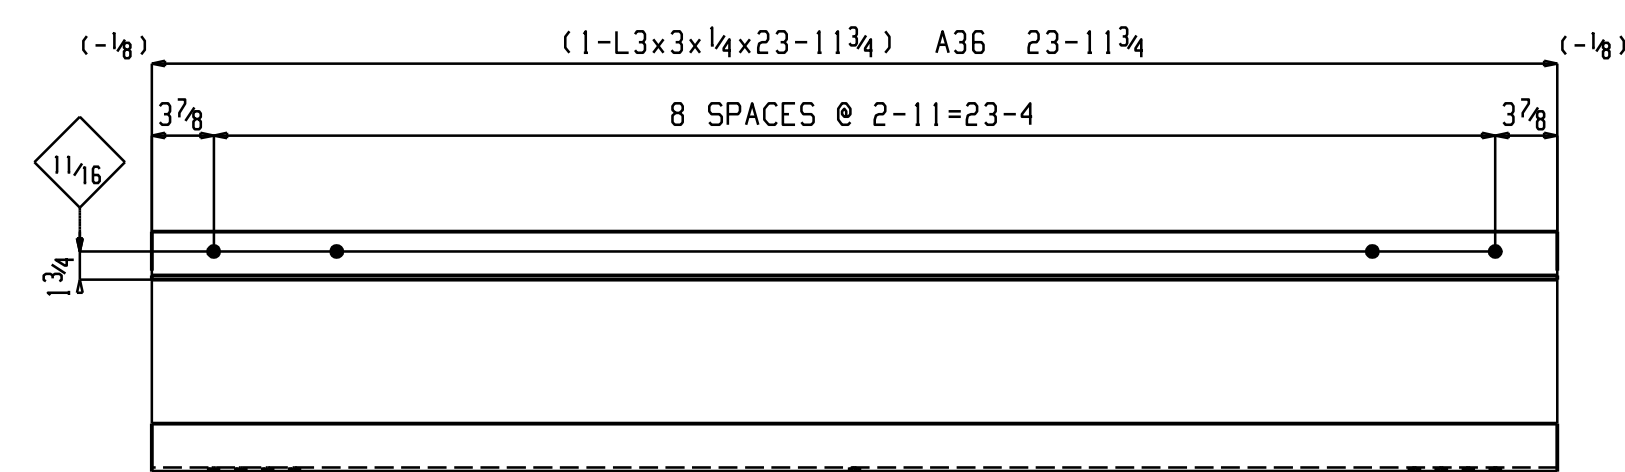 (-1/8) (1-L3x3x1/4x23-11 3/4) A36 23-11 3/4 (-1/8)
3 7/8 8 SPACES @ 2-11=23-4 3 7/8
11/16
1 3/4